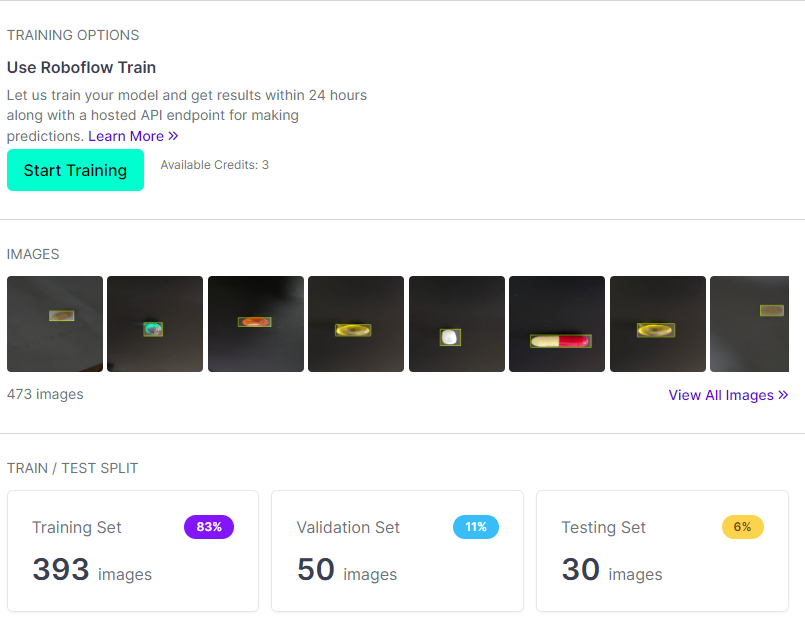 TRAINING OPTIONS
Use Roboflow Train
Let us train your model and get results within 24 hours
along with a hosted API endpoint for making
predictions. Learn More »
Start Training
Available Credits: 3
IMAGES
473 images
View All Images »
TRAIN / TEST SPLIT
Training Set
83%
393 images
Validation Set
11%
50 images
Testing Set
6%
30 images